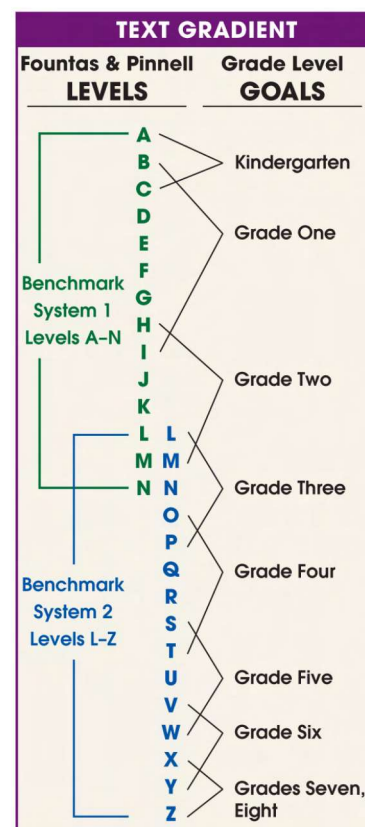 TEXT GRADIENT
Fountas & Pinnell
LEVELS
Grade Level
GOALS
A
B
C
D
E
F
G
H
I
J
K
L L
M M
N N
O
P
Q
R
S
T
U
V
W
X
Y
Z
Benchmark
System 1
Levels A–N
Benchmark
System 2
Levels L–Z
Kindergarten
Grade One
Grade Two
Grade Three
Grade Four
Grade Five
Grade Six
Grades Seven,
Eight